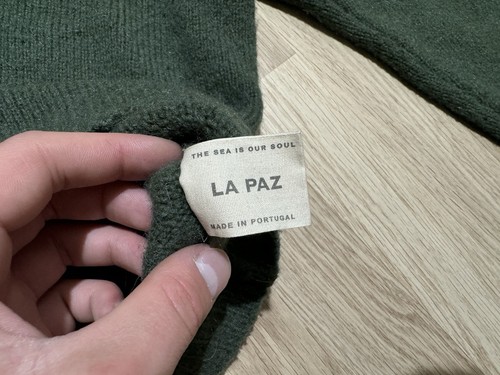 THE SEA IS OUR SOUL
LA PAZ
MADE IN PORTUGAL